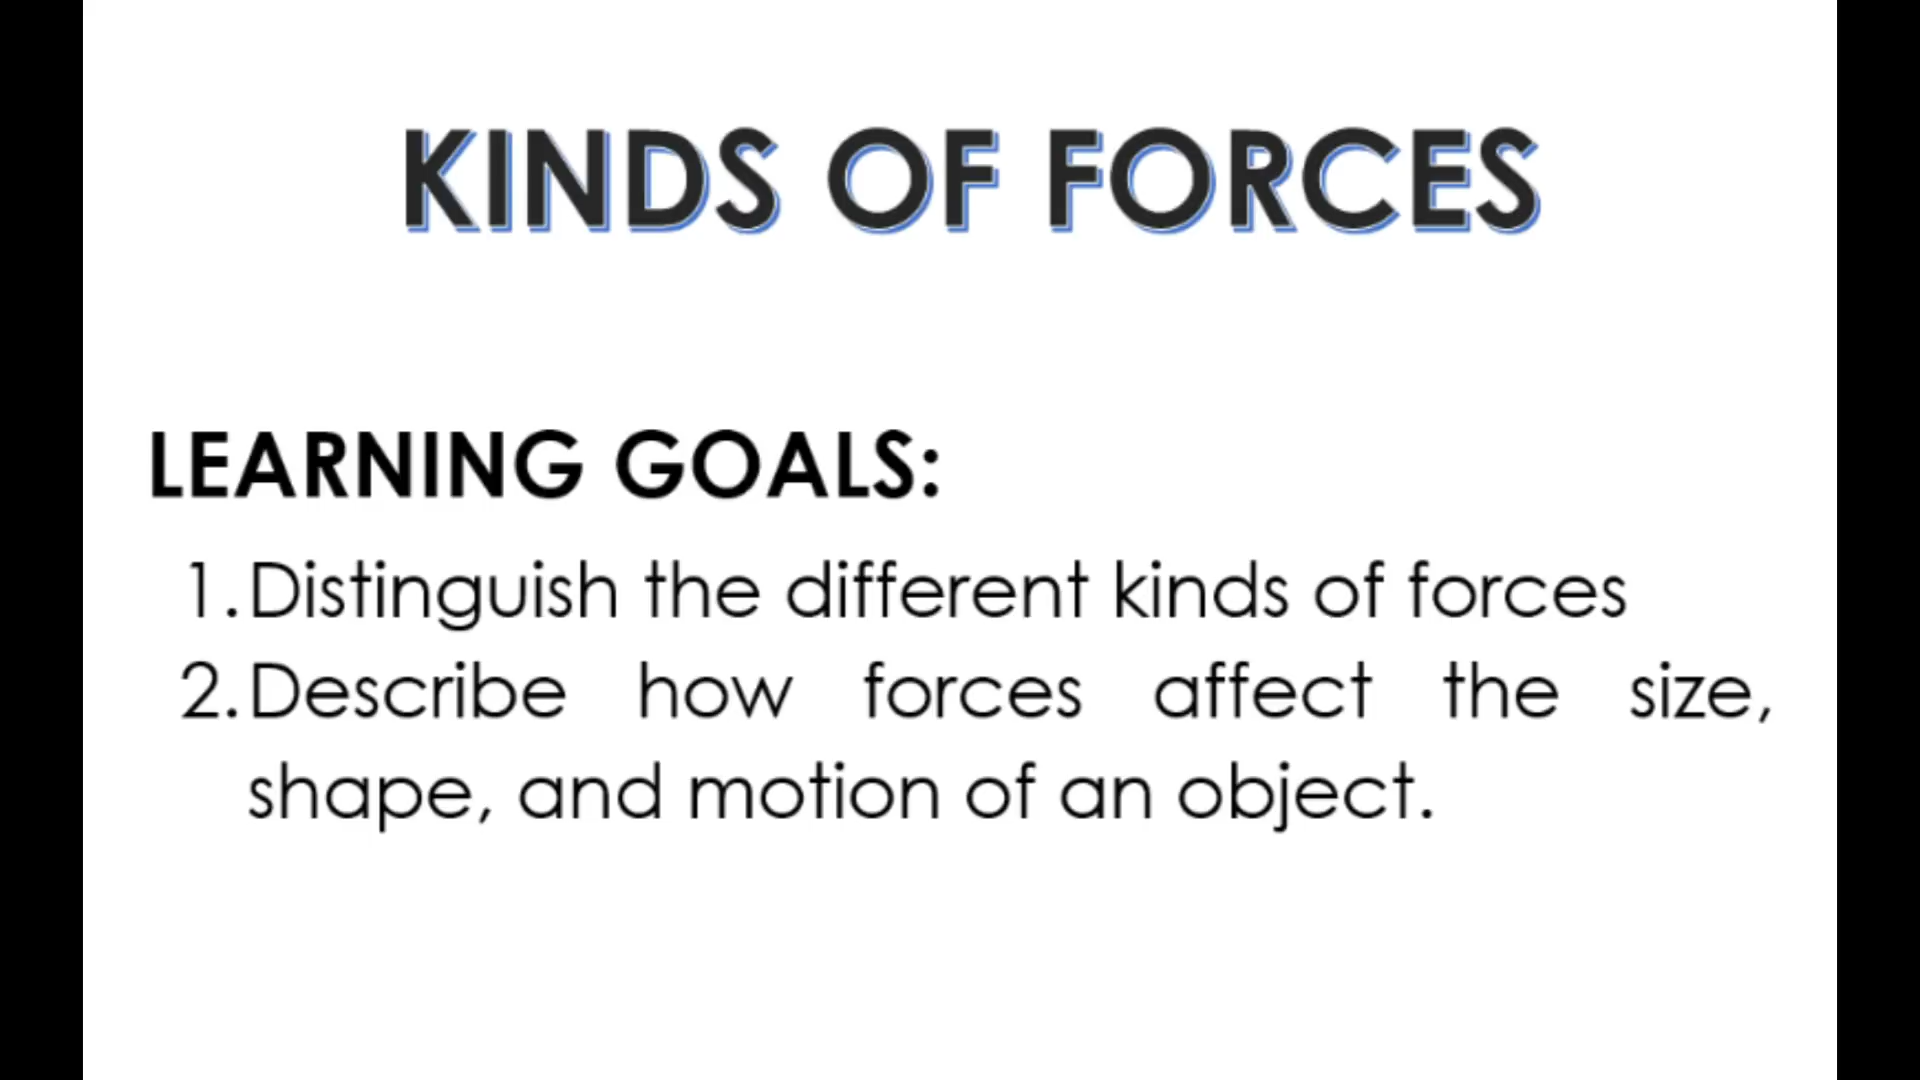 KINDS OF FORCES
LEARNING GOALS:
1. Distinguish the different kinds of forces
2. Describe how forces affect the size,
shape, and motion of an object.